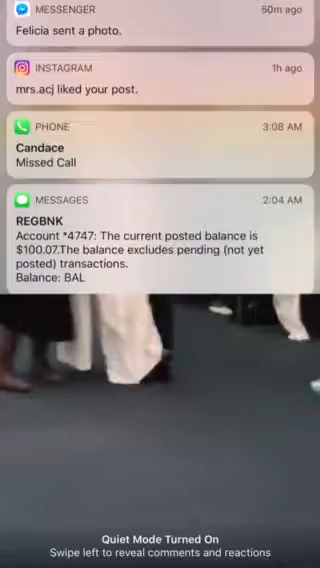 MESSENGER 50m ago
Felicia sent a photo.
INSTAGRAM 1h ago
mrs.acj liked your post.
PHONE 3:08 AM
Candace
Missed Call
MESSAGES 2:04 AM
REGBNK
Account *4747: The current posted balance is
$100.07.The balance excludes pending (not yet
posted) transactions.
Balance: BAL
Quiet Mode Turned On
Swipe left to reveal comments and reactions